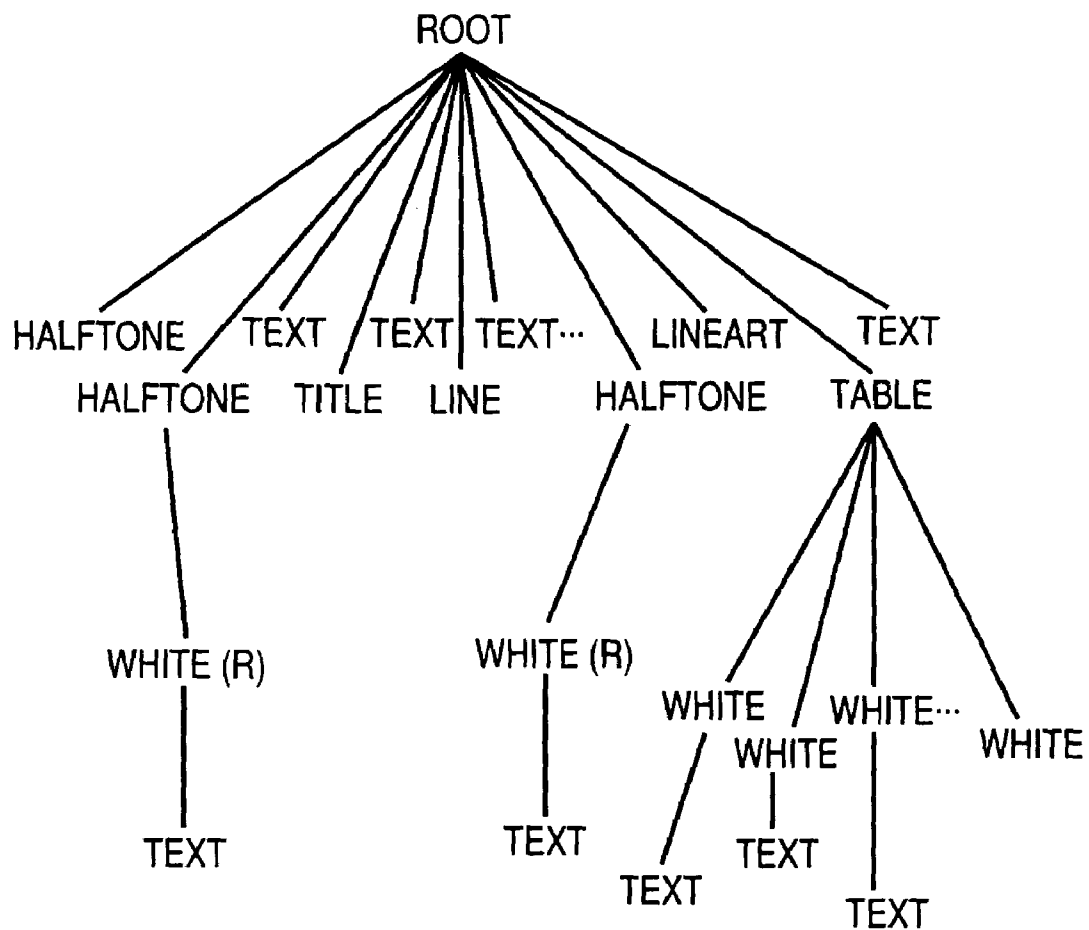 ROOT
HALFTONE TEXT TEXT TEXT... LINEART TEXT
HALFTONE TITLE LINE HALFTONE TABLE
WHITE (R) WHITE (R)
WHITE WHITE... 
WHITE WHITE
TEXT TEXT TEXT
TEXT
TEXT